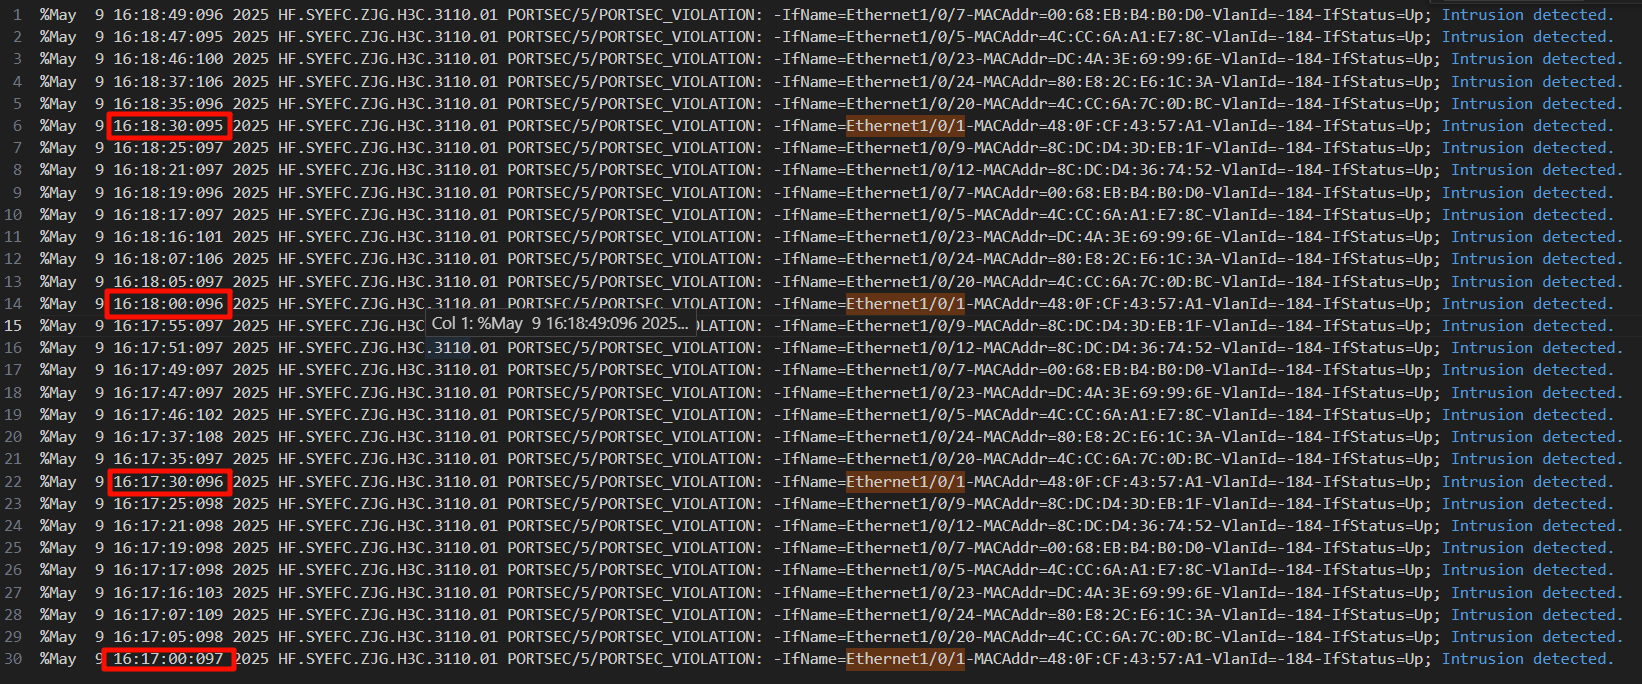 1 %May  9 16:18:49:096 2025 HF.SYEFC.ZJG.H3C.3110.01 PORTSEC/5/PORTSEC_VIOLATION: -IfName=Ethernet1/0/7-MACAddr=00:68:EB:B4:B0:D0-VlanId=-184-IfStatus=Up; Intrusion detected.
2 %May  9 16:18:47:095 2025 HF.SYEFC.ZJG.H3C.3110.01 PORTSEC/5/PORTSEC_VIOLATION: -IfName=Ethernet1/0/5-MACAddr=4C:CC:6A:A1:E7:8C-VlanId=-184-IfStatus=Up; Intrusion detected.
3 %May  9 16:18:46:100 2025 HF.SYEFC.ZJG.H3C.3110.01 PORTSEC/5/PORTSEC_VIOLATION: -IfName=Ethernet1/0/23-MACAddr=DC:4A:3E:69:99:6E-VlanId=-184-IfStatus=Up; Intrusion detected.
4 %May  9 16:18:37:106 2025 HF.SYEFC.ZJG.H3C.3110.01 PORTSEC/5/PORTSEC_VIOLATION: -IfName=Ethernet1/0/24-MACAddr=80:E8:2C:E6:1C:3A-VlanId=-184-IfStatus=Up; Intrusion detected.
5 %May  9 16:18:35:096 2025 HF.SYEFC.ZJG.H3C.3110.01 PORTSEC/5/PORTSEC_VIOLATION: -IfName=Ethernet1/0/20-MACAddr=4C:CC:6A:7C:0D:BC-VlanId=-184-IfStatus=Up; Intrusion detected.
6 %May  9 16:18:30:095 2025 HF.SYEFC.ZJG.H3C.3110.01 PORTSEC/5/PORTSEC_VIOLATION: -IfName=Ethernet1/0/1-MACAddr=48:0F:CF:43:57:A1-VlanId=-184-IfStatus=Up; Intrusion detected.
7 %May  9 16:18:25:097 2025 HF.SYEFC.ZJG.H3C.3110.01 PORTSEC/5/PORTSEC_VIOLATION: -IfName=Ethernet1/0/9-MACAddr=8C:DC:D4:3D:EB:1F-VlanId=-184-IfStatus=Up; Intrusion detected.
8 %May  9 16:18:21:097 2025 HF.SYEFC.ZJG.H3C.3110.01 PORTSEC/5/PORTSEC_VIOLATION: -IfName=Ethernet1/0/12-MACAddr=8C:DC:D4:36:74:52-VlanId=-184-IfStatus=Up; Intrusion detected.
9 %May  9 16:18:19:096 2025 HF.SYEFC.ZJG.H3C.3110.01 PORTSEC/5/PORTSEC_VIOLATION: -IfName=Ethernet1/0/7-MACAddr=00:68:EB:B4:B0:D0-VlanId=-184-IfStatus=Up; Intrusion detected.
10 %May  9 16:18:17:097 2025 HF.SYEFC.ZJG.H3C.3110.01 PORTSEC/5/PORTSEC_VIOLATION: -IfName=Ethernet1/0/5-MACAddr=4C:CC:6A:A1:E7:8C-VlanId=-184-IfStatus=Up; Intrusion detected.
11 %May  9 16:18:16:101 2025 HF.SYEFC.ZJG.H3C.3110.01 PORTSEC/5/PORTSEC_VIOLATION: -IfName=Ethernet1/0/23-MACAddr=DC:4A:3E:69:99:6E-VlanId=-184-IfStatus=Up; Intrusion detected.
12 %May  9 16:18:07:106 2025 HF.SYEFC.ZJG.H3C.3110.01 PORTSEC/5/PORTSEC_VIOLATION: -IfName=Ethernet1/0/24-MACAddr=80:E8:2C:E6:1C:3A-VlanId=-184-IfStatus=Up; Intrusion detected.
13 %May  9 16:18:05:097 2025 HF.SYEFC.ZJG.H3C.3110.01 PORTSEC/5/PORTSEC_VIOLATION: -IfName=Ethernet1/0/20-MACAddr=4C:CC:6A:7C:0D:BC-VlanId=-184-IfStatus=Up; Intrusion detected.
14 %May  9 16:18:00:096 2025 HF.SYEFC.ZJG.H3C.3110.01 PORTSEC/5/PORTSEC_VIOLATION: -IfName=Ethernet1/0/1-MACAddr=48:0F:CF:43:57:A1-VlanId=-184-IfStatus=Up; Intrusion detected.
Col 1: %May  9 16:18:49:096 2025...
15 %May  9 16:17:55:097 2025 HF.SYEFC.ZJG.H3C OLATION: -IfName=Ethernet1/0/9-MACAddr=8C:DC:D4:3D:EB:1F-VlanId=-184-IfStatus=Up; Intrusion detected.
16 %May  9 16:17:51:097 2025 HF.SYEFC.ZJG.H3C.3110.01 PORTSEC/5/PORTSEC_VIOLATION: -IfName=Ethernet1/0/12-MACAddr=8C:DC:D4:36:74:52-VlanId=-184-IfStatus=Up; Intrusion detected.
17 %May  9 16:17:49:097 2025 HF.SYEFC.ZJG.H3C.3110.01 PORTSEC/5/PORTSEC_VIOLATION: -IfName=Ethernet1/0/7-MACAddr=00:68:EB:B4:B0:D0-VlanId=-184-IfStatus=Up; Intrusion detected.
18 %May  9 16:17:47:097 2025 HF.SYEFC.ZJG.H3C.3110.01 PORTSEC/5/PORTSEC_VIOLATION: -IfName=Ethernet1/0/23-MACAddr=DC:4A:3E:69:99:6E-VlanId=-184-IfStatus=Up; Intrusion detected.
19 %May  9 16:17:46:102 2025 HF.SYEFC.ZJG.H3C.3110.01 PORTSEC/5/PORTSEC_VIOLATION: -IfName=Ethernet1/0/5-MACAddr=4C:CC:6A:A1:E7:8C-VlanId=-184-IfStatus=Up; Intrusion detected.
20 %May  9 16:17:37:108 2025 HF.SYEFC.ZJG.H3C.3110.01 PORTSEC/5/PORTSEC_VIOLATION: -IfName=Ethernet1/0/24-MACAddr=80:E8:2C:E6:1C:3A-VlanId=-184-IfStatus=Up; Intrusion detected.
21 %May  9 16:17:35:097 2025 HF.SYEFC.ZJG.H3C.3110.01 PORTSEC/5/PORTSEC_VIOLATION: -IfName=Ethernet1/0/20-MACAddr=4C:CC:6A:7C:0D:BC-VlanId=-184-IfStatus=Up; Intrusion detected.
22 %May  9 16:17:30:096 2025 HF.SYEFC.ZJG.H3C.3110.01 PORTSEC/5/PORTSEC_VIOLATION: -IfName=Ethernet1/0/1-MACAddr=48:0F:CF:43:57:A1-VlanId=-184-IfStatus=Up; Intrusion detected.
23 %May  9 16:17:25:098 2025 HF.SYEFC.ZJG.H3C.3110.01 PORTSEC/5/PORTSEC_VIOLATION: -IfName=Ethernet1/0/9-MACAddr=8C:DC:D4:3D:EB:1F-VlanId=-184-IfStatus=Up; Intrusion detected.
24 %May  9 16:17:21:098 2025 HF.SYEFC.ZJG.H3C.3110.01 PORTSEC/5/PORTSEC_VIOLATION: -IfName=Ethernet1/0/12-MACAddr=8C:DC:D4:36:74:52-VlanId=-184-IfStatus=Up; Intrusion detected.
25 %May  9 16:17:19:098 2025 HF.SYEFC.ZJG.H3C.3110.01 PORTSEC/5/PORTSEC_VIOLATION: -IfName=Ethernet1/0/7-MACAddr=00:68:EB:B4:B0:D0-VlanId=-184-IfStatus=Up; Intrusion detected.
26 %May  9 16:17:17:098 2025 HF.SYEFC.ZJG.H3C.3110.01 PORTSEC/5/PORTSEC_VIOLATION: -IfName=Ethernet1/0/5-MACAddr=4C:CC:6A:A1:E7:8C-VlanId=-184-IfStatus=Up; Intrusion detected.
27 %May  9 16:17:16:103 2025 HF.SYEFC.ZJG.H3C.3110.01 PORTSEC/5/PORTSEC_VIOLATION: -IfName=Ethernet1/0/23-MACAddr=DC:4A:3E:69:99:6E-VlanId=-184-IfStatus=Up; Intrusion detected.
28 %May  9 16:17:07:109 2025 HF.SYEFC.ZJG.H3C.3110.01 PORTSEC/5/PORTSEC_VIOLATION: -IfName=Ethernet1/0/24-MACAddr=80:E8:2C:E6:1C:3A-VlanId=-184-IfStatus=Up; Intrusion detected.
29 %May  9 16:17:05:098 2025 HF.SYEFC.ZJG.H3C.3110.01 PORTSEC/5/PORTSEC_VIOLATION: -IfName=Ethernet1/0/20-MACAddr=4C:CC:6A:7C:0D:BC-VlanId=-184-IfStatus=Up; Intrusion detected.
30 %May  9 16:17:00:097 2025 HF.SYEFC.ZJG.H3C.3110.01 PORTSEC/5/PORTSEC_VIOLATION: -IfName=Ethernet1/0/1-MACAddr=48:0F:CF:43:57:A1-VlanId=-184-IfStatus=Up; Intrusion detected.